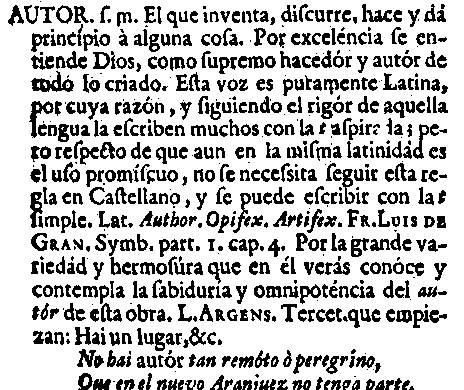 AUTOR. ſ. m. El que inventa, diſcurre, hace y dá
princípio à alguna coſa. Por exceléncia ſe en-
tiende Dios, como ſupremo hacedór y autór de
todo lo criado. Eſta voz es puramente Latina,
por cuya razón, y ſiguiendo el rigór de aquella
lengua la eſcriben muchos con la t aſpirada; pe-
ro reſpecto de que aun en la miſma latinidad es
el uſo promiſcuo, no ſe neceſsita ſeguir eſta re-
gla en Caſtellano, y ſe puede eſcribir con la t
ſimple. Lat. Author. Opifex. Artifex. FR. LUIS DE
GRAN. Symb. part. 1. cap. 4. Por la grande va-
riedád y hermoſúra que en él verás conóce y
contempla la ſabiduría y omnipoténcia del au-
tór de eſta obra. L. ARGENS. Tercet. que empie-
zan: Hai un lugar, &c.
No hai autór tan remóto ò peregrino,
Que en el nuevo Aranjuez no tenga parte.